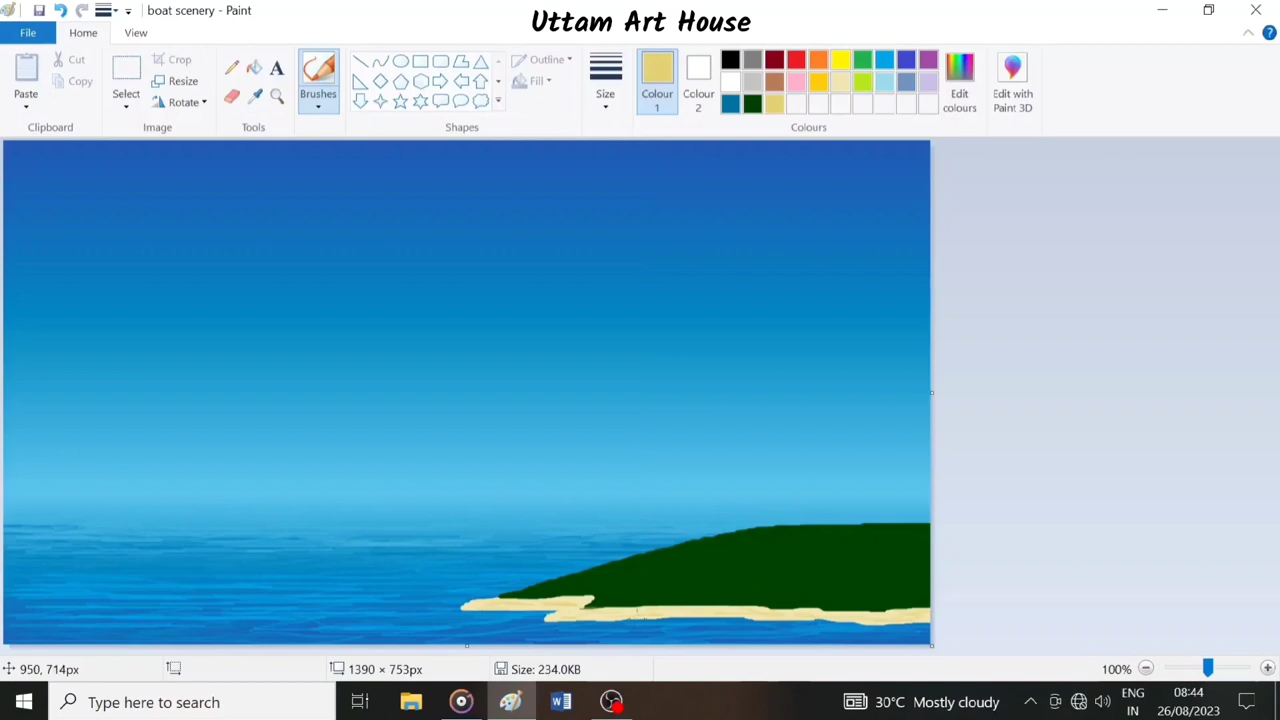 boat scenery - Paint
Uttam Art House
File
Home
View
Paste
Cut
Copy
Clipboard
Select
Crop
Resize
Rotate
Image
Tools
Brushes
Shapes
Outline
Fill
Size
Colour 1
Colour 2
Edit colours
Colours
Edit with Paint 3D
950, 714px
1390 × 753px
Size: 234.0KB
100%
Type here to search
30°C Mostly cloudy
ENG
IN
08:44
26/08/2023